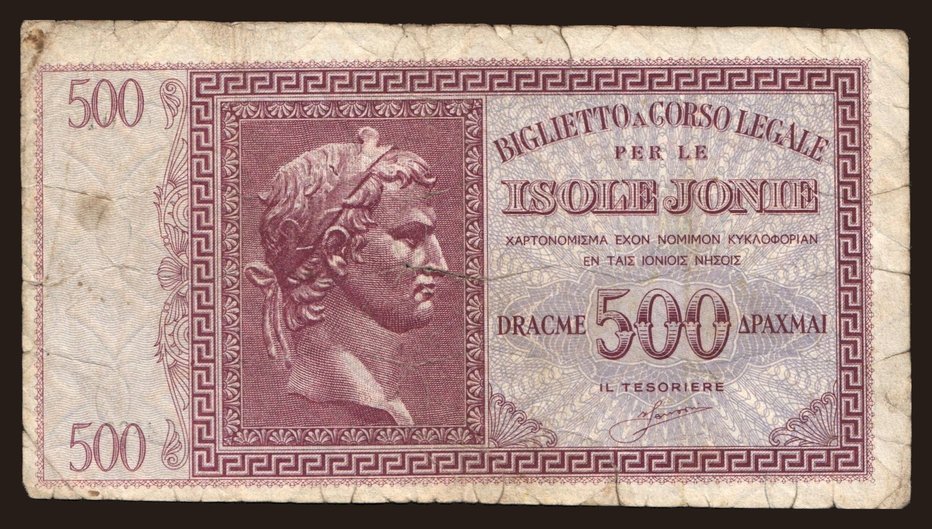 500
500
BIGLIETTO A CORSO LEGALE
PER LE
ISOLE JONIE
ΧΑΡΤΟΝΟΜΙΣΜΑ ΕΧΟΝ ΝΟΜΙΜΟΝ ΚΥΚΛΟΦΟΡΙΑΝ
ΕΝ ΤΑΙΣ ΙΟΝΙΟΙΣ ΝΗΣΟΙΣ
DRACME 500 ΔΡΑΧΜΑΙ
IL TESORIERE